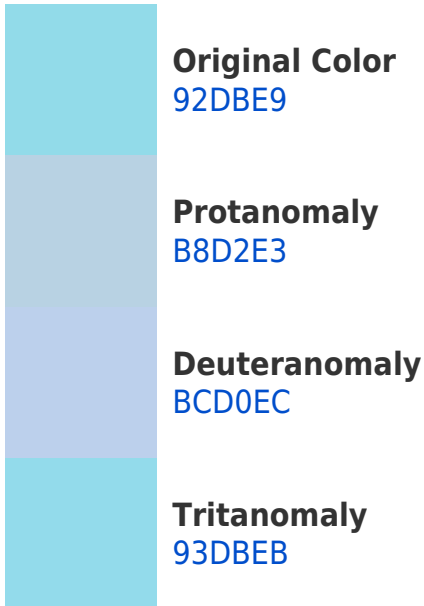 Original Color
92DBE9
Protanomaly
B8D2E3
Deuteranomaly
BCD0EC
Tritanomaly
93DBEB